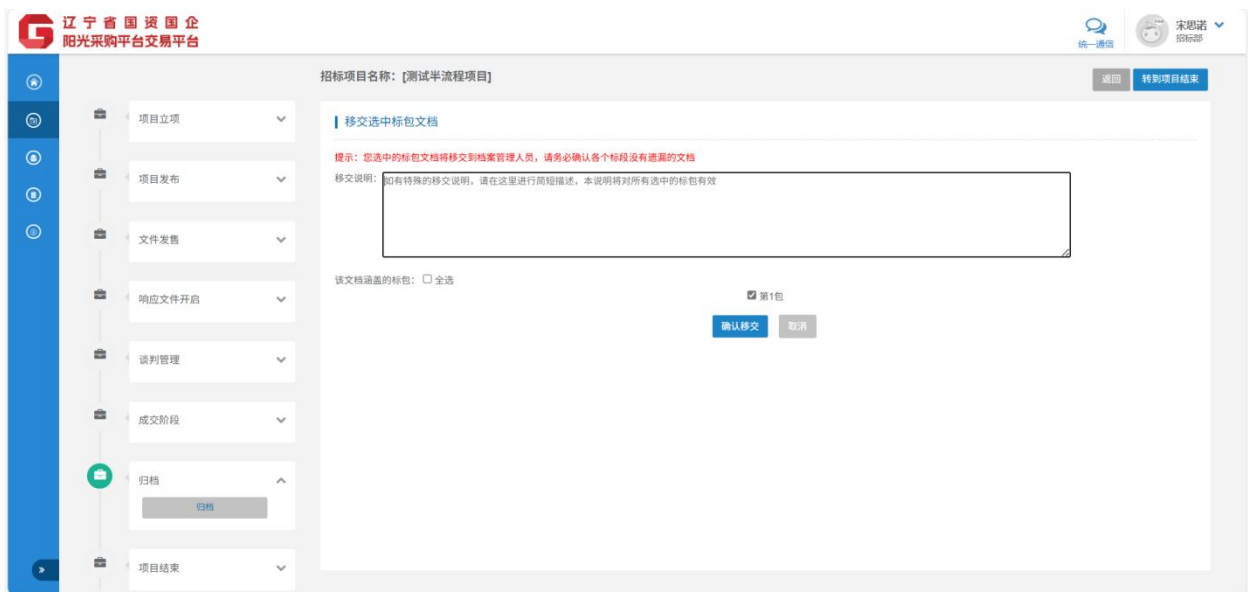 辽宁省国资国企
阳光采购平台交易平台
统一通信
宋思诺
招标部
招标项目名称：[测试半流程项目]
返回
转到项目结束
项目立项
项目发布
文件发售
响应文件开启
谈判管理
成交阶段
归档
归档
项目结束
移交选中标包文档
提示：您选中的标包文档将移交到档案管理人员，请务必确认各个标段没有遗漏的文档
移交说明：
如有特殊的移交说明，请在这里进行简短描述，本说明将对所有选中的标包有效
该文档涵盖的标包： 全选
第1包
确认移交
取消